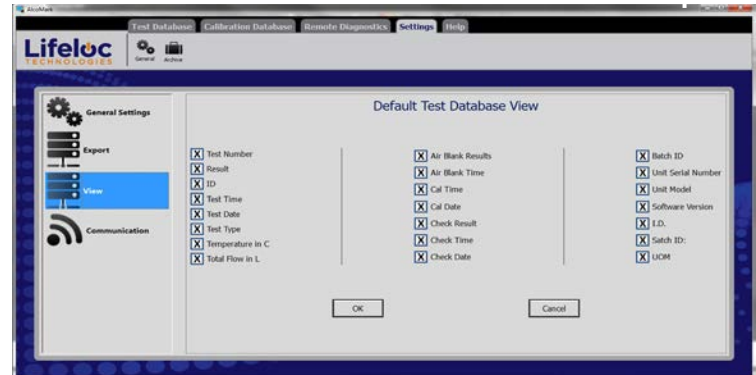 AlcoMark
Test Database Calibration Database Remote Diagnostics Settings Help
Lifeloc
TECHNOLOGIES
General Archive
General Settings
Export
View
Communication
Default Test Database View
Test Number
Result
ID
Test Time
Test Date
Test Type
Temperature in C
Total Flow in L
Air Blank Results
Air Blank Time
Cal Time
Cal Date
Check Result
Check Time
Check Date
Batch ID
Unit Serial Number
Unit Model
Software Version
I.D.
Satch ID:
UOM
OK Cancel